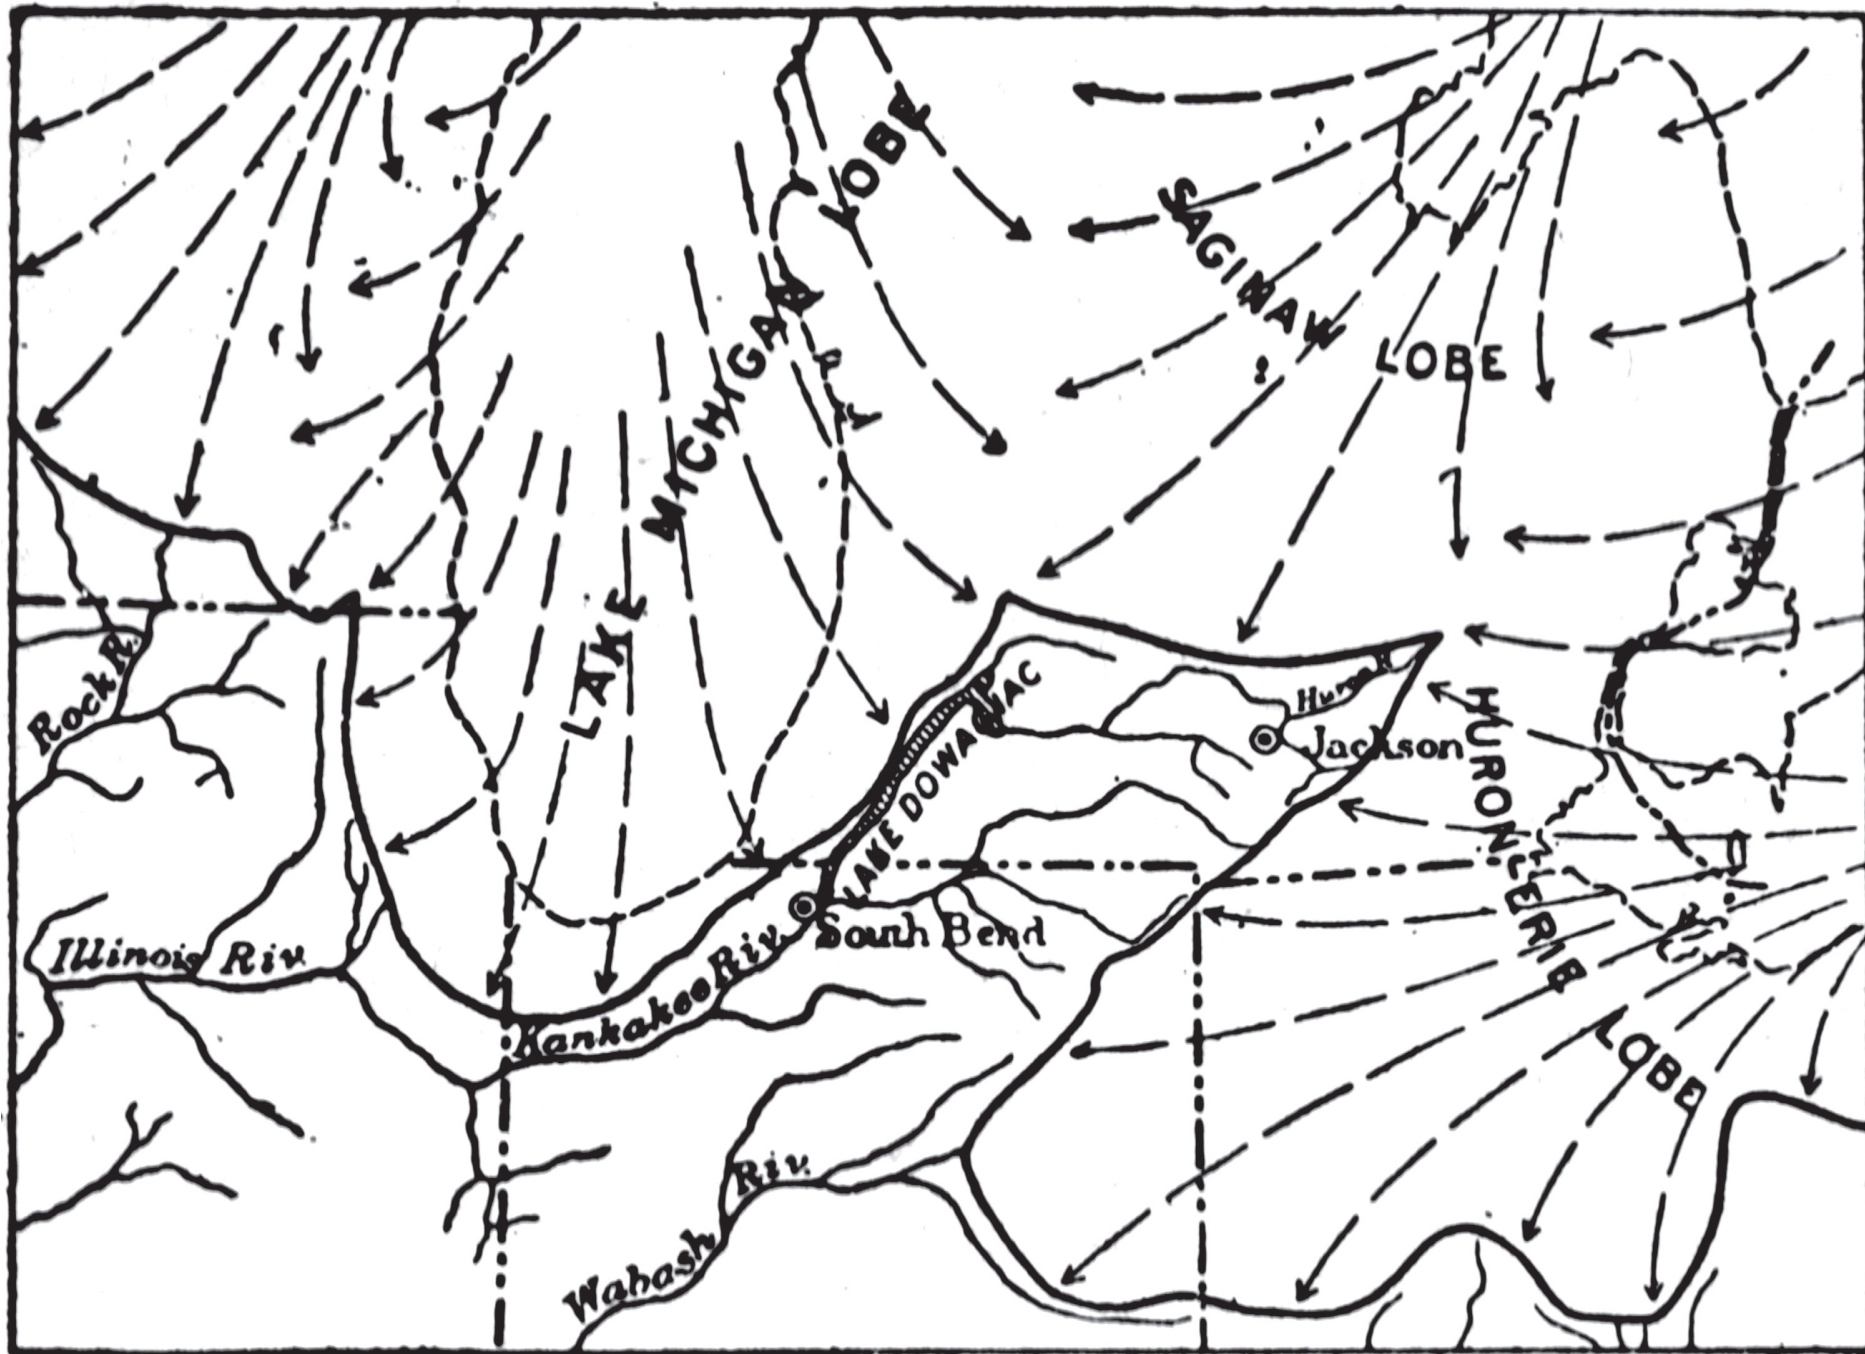 LAKE MICHIGAN LOBE
SAGINAW LOBE
HURON-ERIE LOBE
Rock R.
Huron R
Jackson
LAKE DOWAGIAC
South Bend
Illinois Riv.
Kankakee Riv.
Wabash Riv.